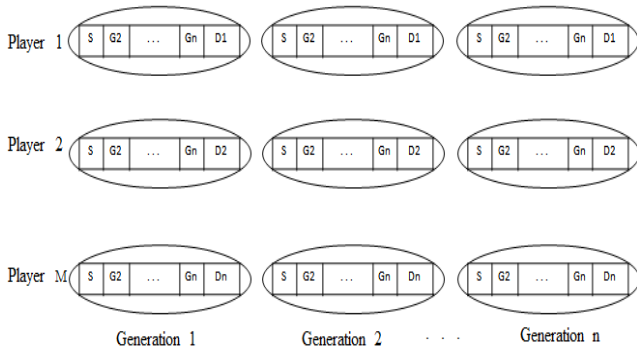 Player 1 S G2 ... Gn D1 S G2 ... Gn D1 S G2 ... Gn D1
Player 2 S G2 ... Gn D2 S G2 ... Gn D2 S G2 ... Gn D2
Player M S G2 ... Gn Dn S G2 ... Gn Dn S G2 ... Gn Dn
Generation 1 Generation 2 . . . Generation n